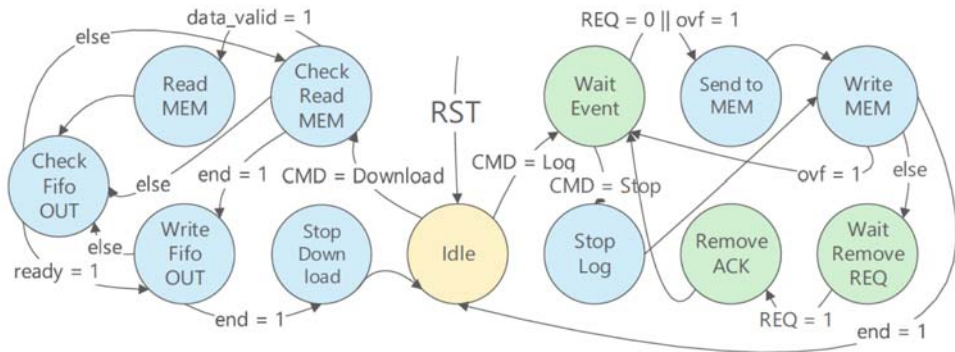 data_valid = 1
REQ = 0 || ovf = 1
else
Read
MEM
Check
Read
MEM
Wait
Event
Send to
MEM
Write
MEM
RST
Check
Fifo
OUT
else
end = 1
CMD = Download
CMD = Loq
CMD = Stop
ovf = 1
else
else
Write
Fifo
OUT
Stop
Down
load
Idle
Stop
Log
Remove
ACK
Wait
Remove
REQ
ready = 1
end = 1
REQ = 1
end = 1